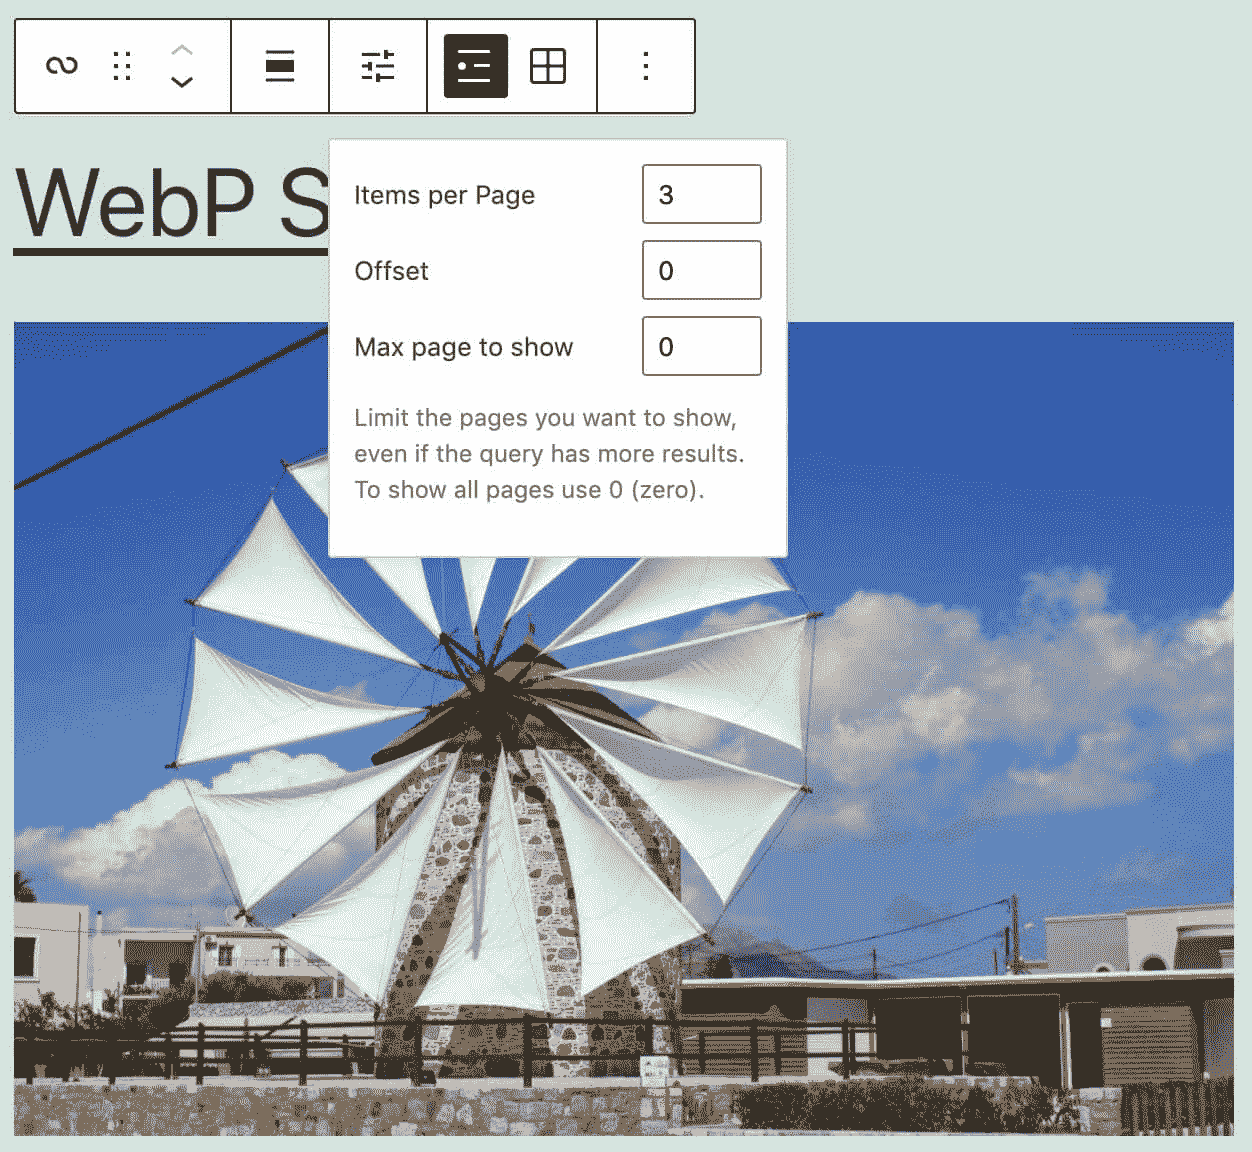 WebP S
Items per Page 3
Offset 0
Max page to show 0
Limit the pages you want to show,
even if the query has more results.
To show all pages use 0 (zero).